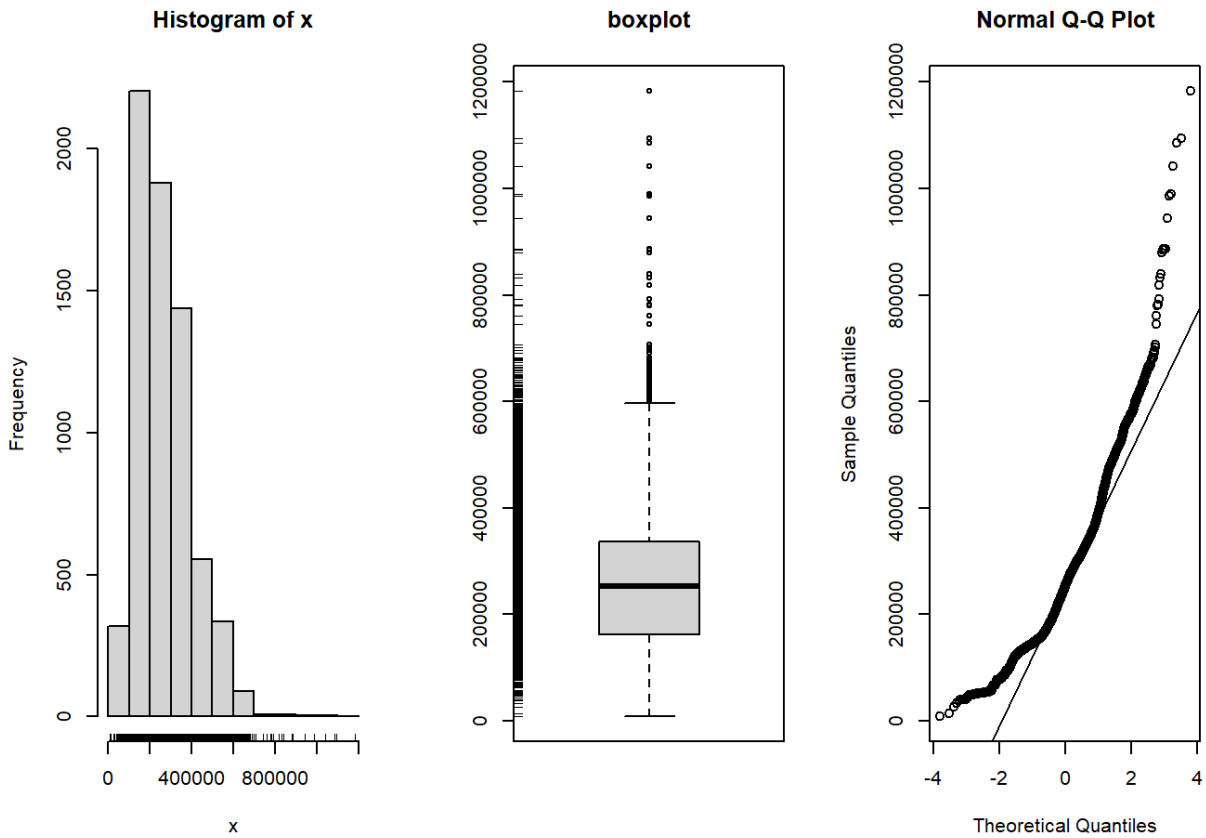 Histogram of x
Frequency
2000
1500
1000
500
0
0 400000 800000
x
boxplot
1200000
1000000
800000
600000
400000
200000
0
Normal Q-Q Plot
Sample Quantiles
1200000
1000000
800000
600000
400000
200000
0
-4 -2 0 2 4
Theoretical Quantiles